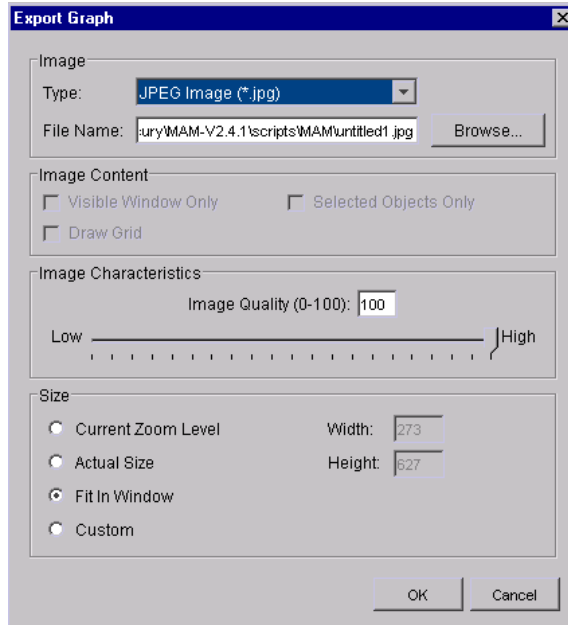 Export Graph
Image
Type: JPEG Image (*.jpg)
File Name: :ury\MAM-V2.4.1\scripts\MAM\untitled1.jpg Browse...
Image Content
Visible Window Only Selected Objects Only
Draw Grid
Image Characteristics
Image Quality (0-100): 100
Low High
Size
Current Zoom Level Width: 273
Actual Size Height: 627
Fit In Window
Custom
OK Cancel